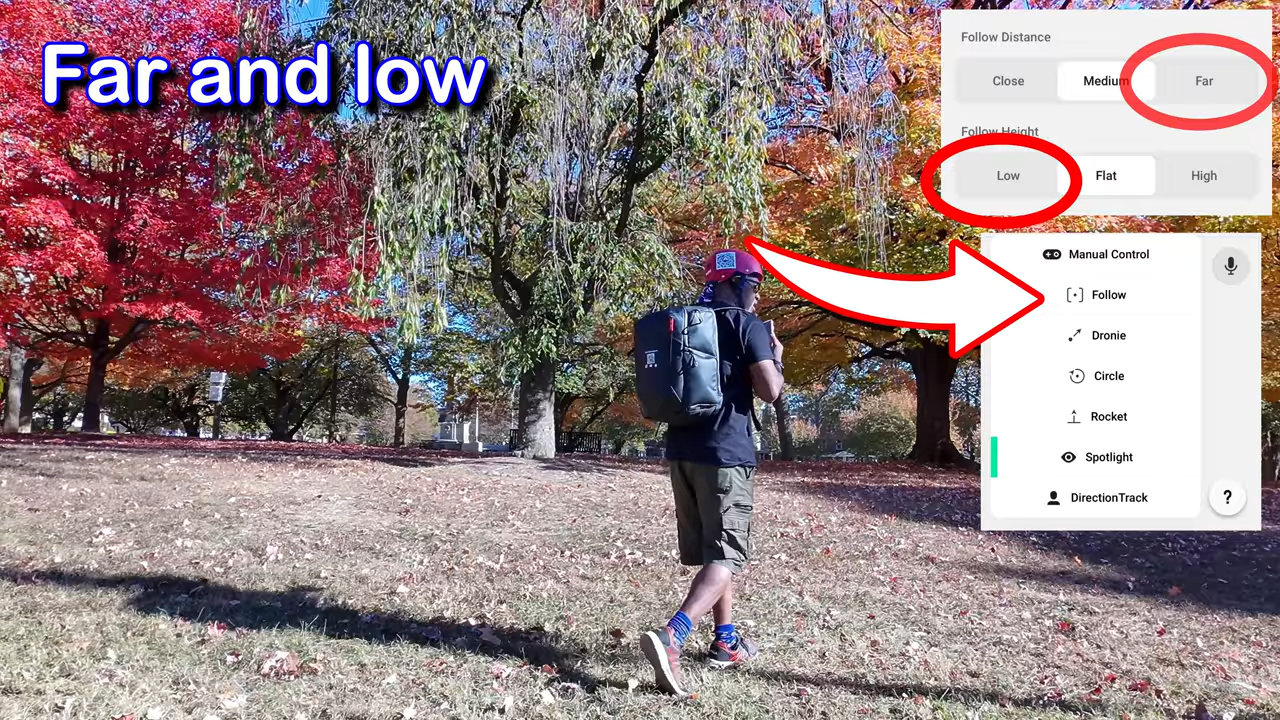 Far and low
Follow Distance
Close Medium Far
Follow Height
Low Flat High
Manual Control
Follow
Dronie
Circle
Rocket
Spotlight
DirectionTrack
?